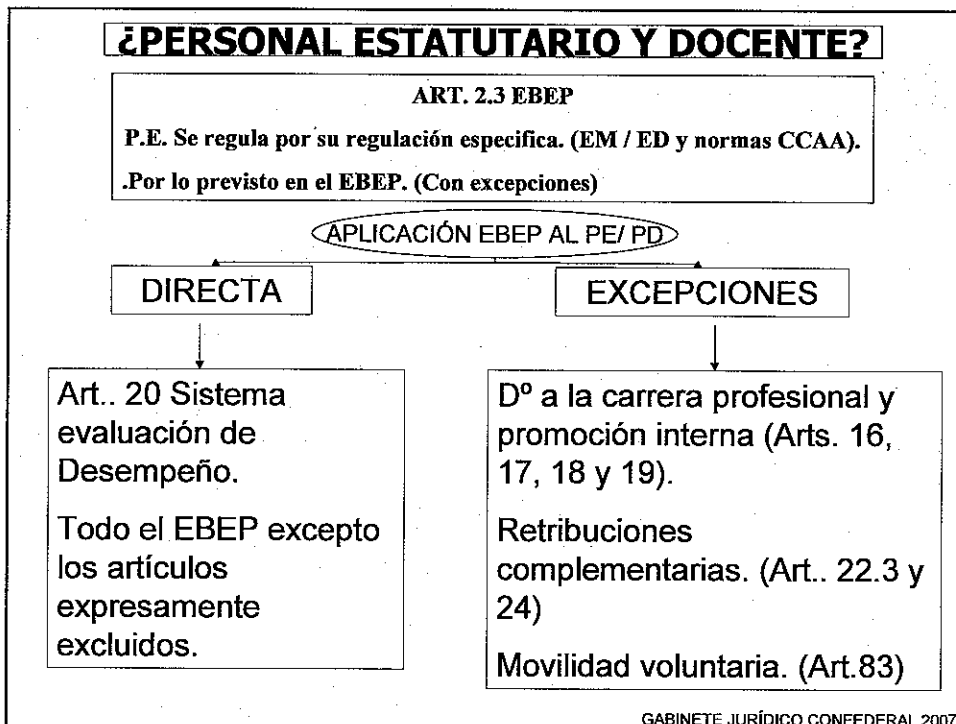 ¿PERSONAL ESTATUTARIO Y DOCENTE?
ART. 2.3 EBEP
P.E. Se regula por su regulación especifica. (EM / ED y normas CCAA).
.Por lo previsto en el EBEP. (Con excepciones)
APLICACIÓN EBEP AL PE/ PD
DIRECTA
Art.. 20 Sistema
evaluación de
Desempeño.
Todo el EBEP excepto
los artículos
expresamente
excluidos.
EXCEPCIONES
Dº a la carrera profesional y
promoción interna (Arts. 16,
17, 18 y 19).
Retribuciones
complementarias. (Art.. 22.3 y
24)
Movilidad voluntaria. (Art.83)
GABINETE JURÍDICO CONFEDERAL 2007